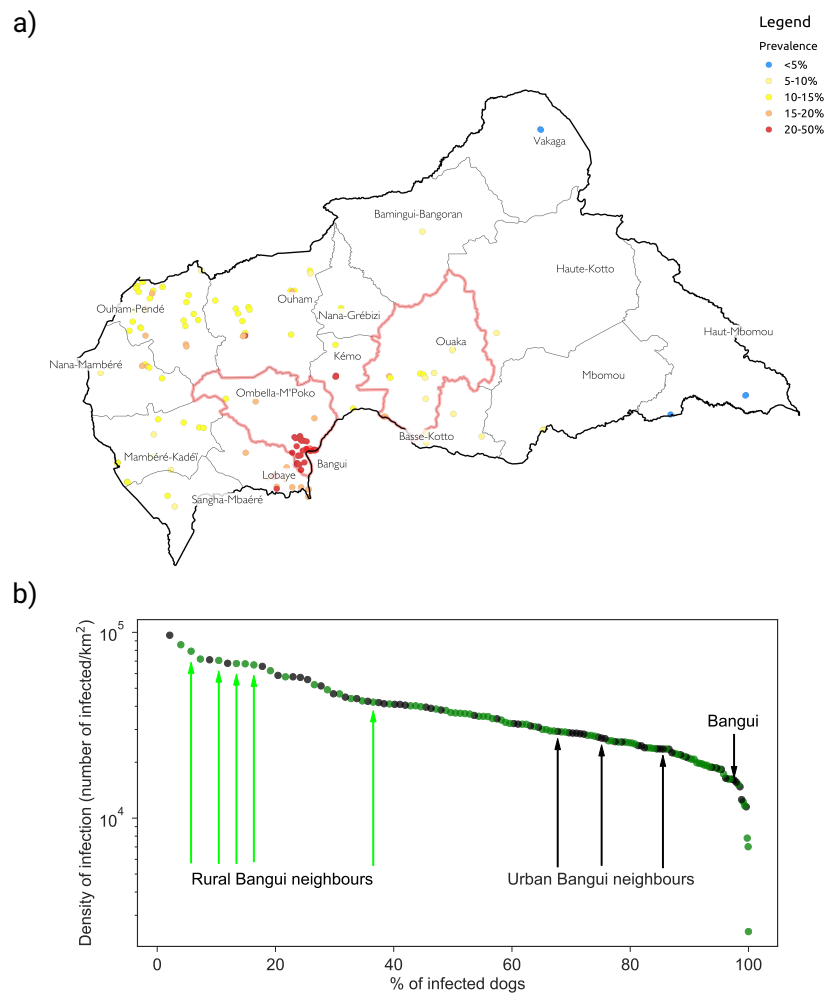 a)
Legend
Prevalence
<5%
5-10%
10-15%
15-20%
20-50%
Vakaga
Bamingui-Bangoran
Haute-Kotto
Ouham
Ouham-Pendé
Nana-Grébizi
Haut-Mbomou
Ouaka
Kémo
Nana-Mambéré
Mbomou
Ombella-M'Poko
Basse-Kotto
Mambéré-Kadéï
Bangui
Lobaye
Sangha-Mbaéré
b)
Density of infection (number of infected/km²)
10⁵
10⁴
Bangui
Rural Bangui neighbours
Urban Bangui neighbours
0 20 40 60 80 100
% of infected dogs